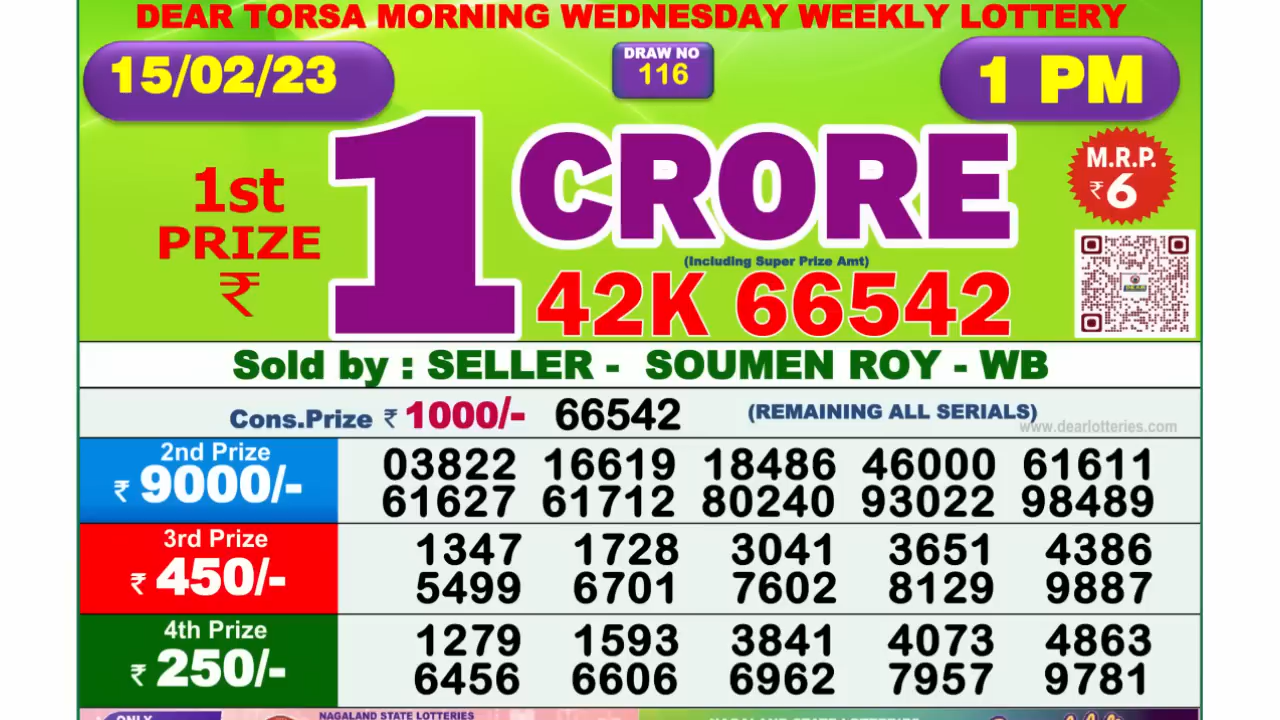 DEAR TORSA MORNING WEDNESDAY WEEKLY LOTTERY
15/02/23
DRAW NO
116
1 PM
1st
PRIZE
₹
1 CRORE
(Including Super Prize Amt)
42K 66542
M.R.P.
₹6
Sold by : SELLER - SOUMEN ROY - WB
Cons.Prize ₹ 1000/- 66542 (REMAINING ALL SERIALS)
www.dearlotteries.com
2nd Prize
₹ 9000/-
03822 16619 18486 46000 61611
61627 61712 80240 93022 98489
3rd Prize
₹ 450/-
1347 1728 3041 3651 4386
5499 6701 7602 8129 9887
4th Prize
₹ 250/-
1279 1593 3841 4073 4863
6456 6606 6962 7957 9781
ONLY
NAGALAND STATE LOTTERIES
NAGALAND STATE LOTTERIES